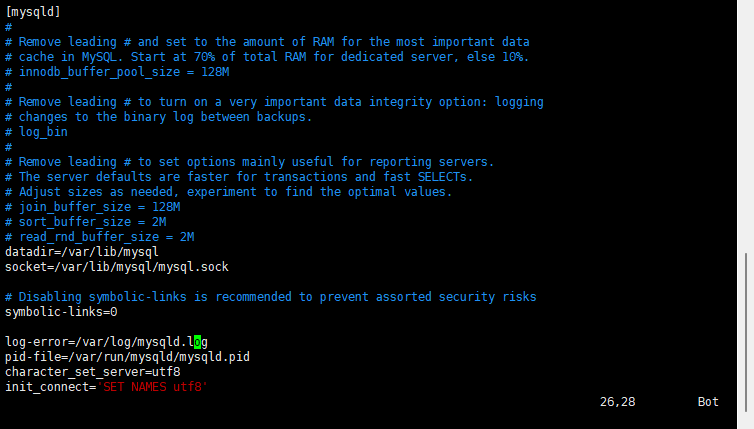 [mysqld]
#
# Remove leading # and set to the amount of RAM for the most important data
# cache in MySQL. Start at 70% of total RAM for dedicated server, else 10%.
# innodb_buffer_pool_size = 128M
#
# Remove leading # to turn on a very important data integrity option: logging
# changes to the binary log between backups.
# log_bin
#
# Remove leading # to set options mainly useful for reporting servers.
# The server defaults are faster for transactions and fast SELECTs.
# Adjust sizes as needed, experiment to find the optimal values.
# join_buffer_size = 128M
# sort_buffer_size = 2M
# read_rnd_buffer_size = 2M
datadir=/var/lib/mysql
socket=/var/lib/mysql/mysql.sock
# Disabling symbolic-links is recommended to prevent assorted security risks
symbolic-links=0
log-error=/var/log/mysqld.log
pid-file=/var/run/mysqld/mysqld.pid
character_set_server=utf8
init_connect='SET NAMES utf8'
26,28 Bot